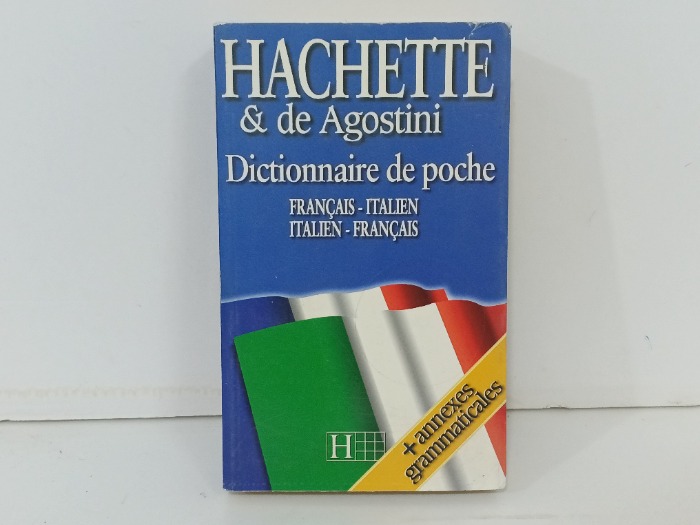 HACHETTE
& de Agostini
Dictionnaire de poche
FRANÇAIS - ITALIEN
ITALIEN - FRANÇAIS
+ annexes
grammaticales
H